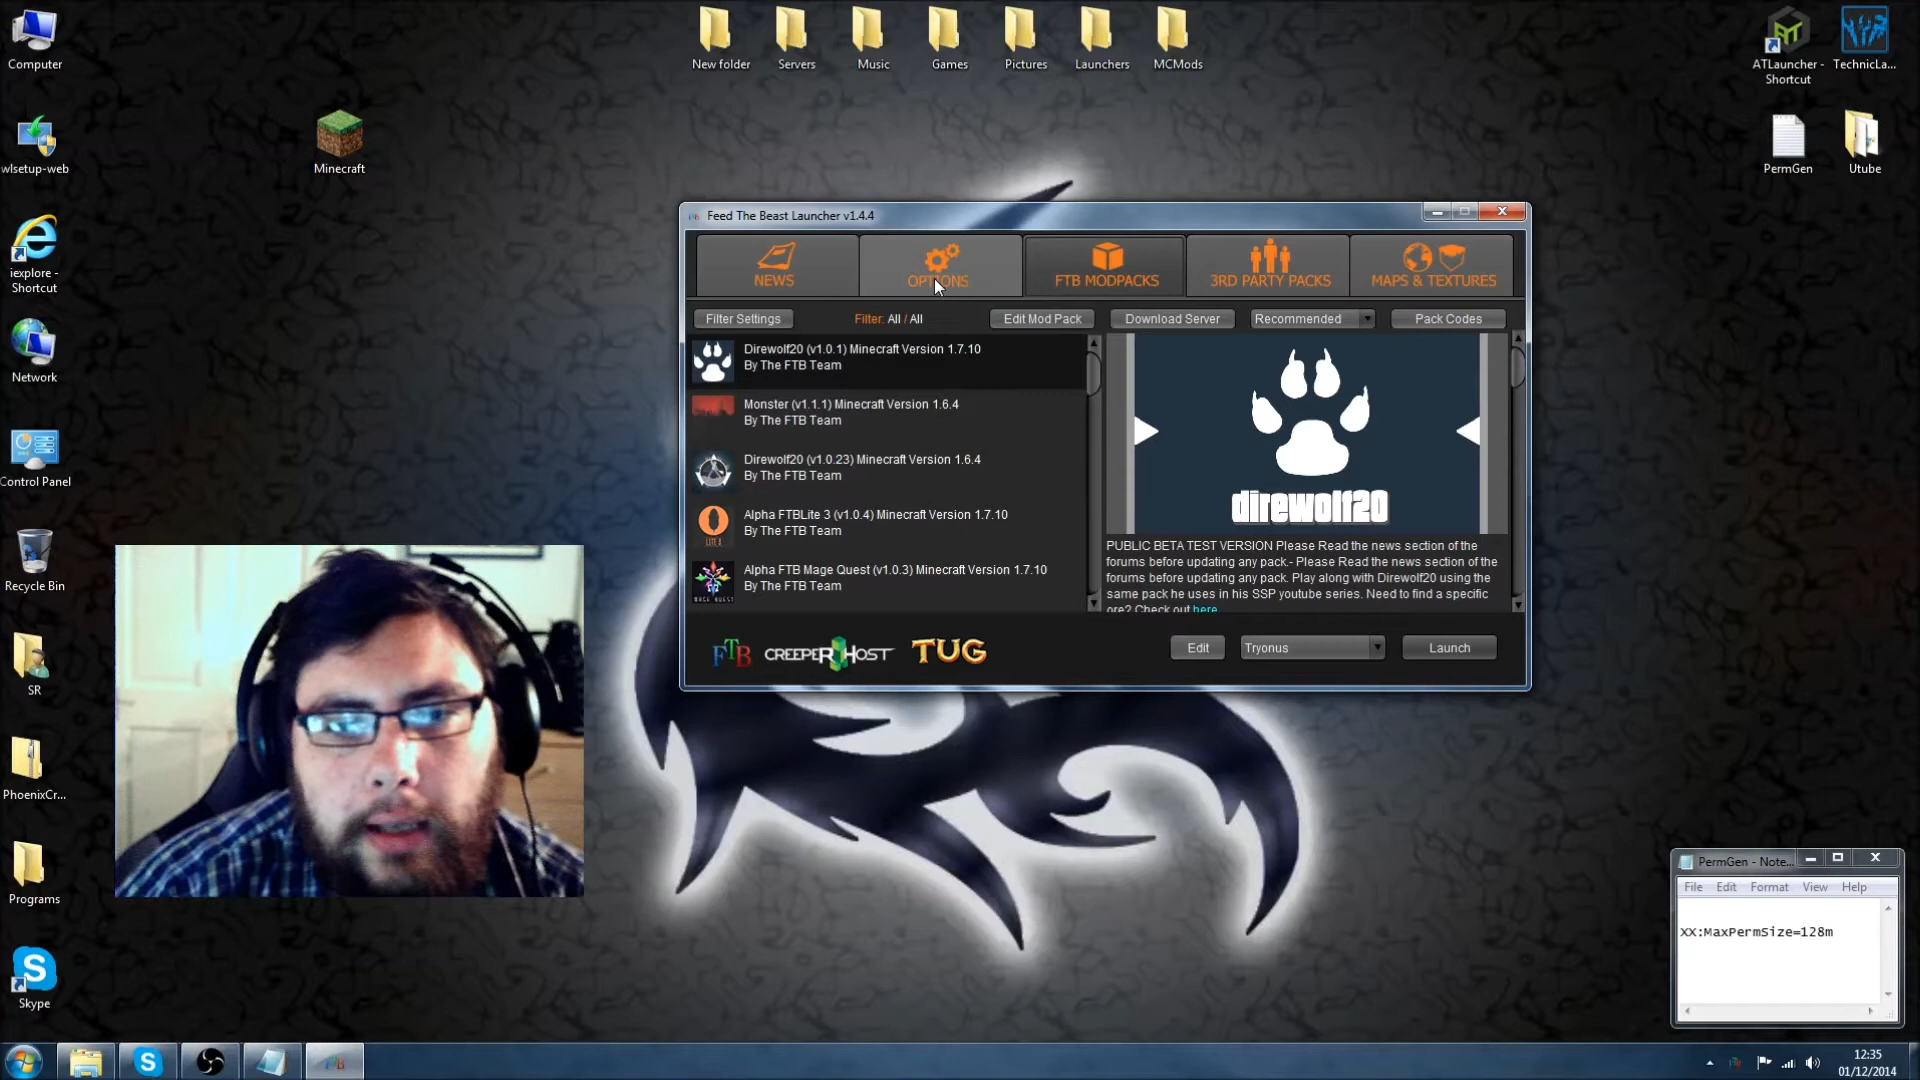 Computer
wlsetup-web
iexplore -
Shortcut
Network
Control Panel
Recycle Bin
SR
PhoenixCr...
Programs
Skype
Minecraft
New folder
Servers
Music
Games
Pictures
Launchers
MCMods
ATLauncher -
Shortcut
TechnicLa...
PermGen
Utube
Feed The Beast Launcher v1.4.4
NEWS
OPTIONS
FTB MODPACKS
3RD PARTY PACKS
MAPS & TEXTURES
Filter Settings
Filter: All / All
Edit Mod Pack
Download Server
Recommended
Pack Codes
Direwolf20 (v1.0.1) Minecraft Version 1.7.10
By The FTB Team
Monster (v1.1.1) Minecraft Version 1.6.4
By The FTB Team
Direwolf20 (v1.0.23) Minecraft Version 1.6.4
By The FTB Team
Alpha FTBLite 3 (v1.0.4) Minecraft Version 1.7.10
By The FTB Team
LITE 3
Alpha FTB Mage Quest (v1.0.3) Minecraft Version 1.7.10
By The FTB Team
MAGE QUEST
direwolf20
PUBLIC BETA TEST VERSION Please Read the news section of the
forums before updating any pack.- Please Read the news section of the
forums before updating any pack. Play along with Direwolf20 using the
same pack he uses in his SSP youtube series. Need to find a specific
ore? Check out here
FTB
CREEPERHOST
TUG
Edit
Tryonus
Launch
PermGen - Note...
File Edit Format View Help
XX:MaxPermSize=128m
12:35
01/12/2014